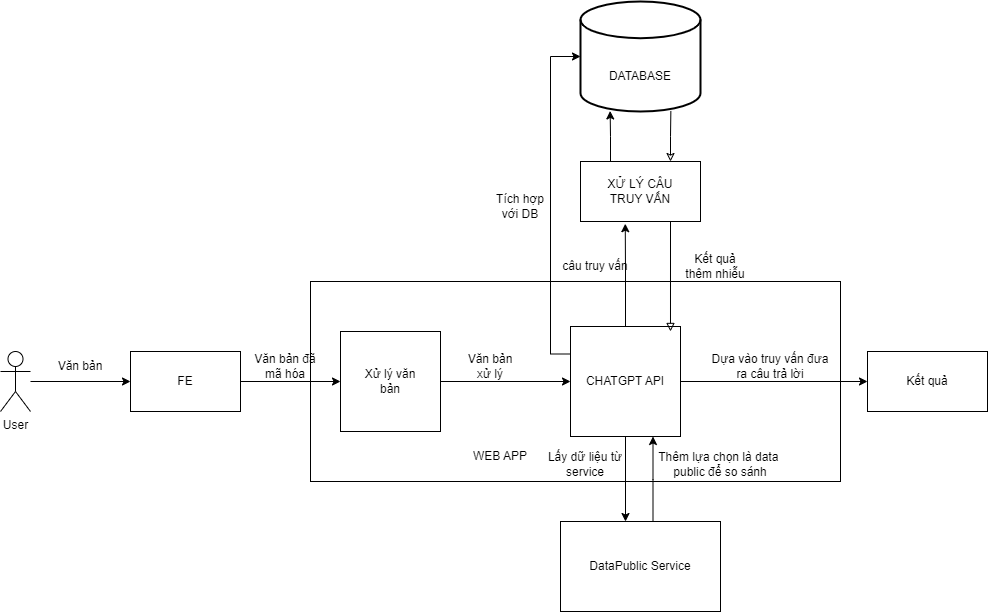 DATABASE
XỬ LÝ CÂU
TRUY VẤN
Tích hợp
với DB
câu truy vấn
Kết quả
thêm nhiễu
Văn bản
User
FE
Văn bản đã
mã hóa
Xử lý văn
bản
Văn bản
xử lý
CHATGPT API
Dựa vào truy vấn đưa
ra câu trả lời
Kết quả
WEB APP
Lấy dữ liệu từ
service
Thêm lựa chọn là data
public để so sánh
DataPublic Service